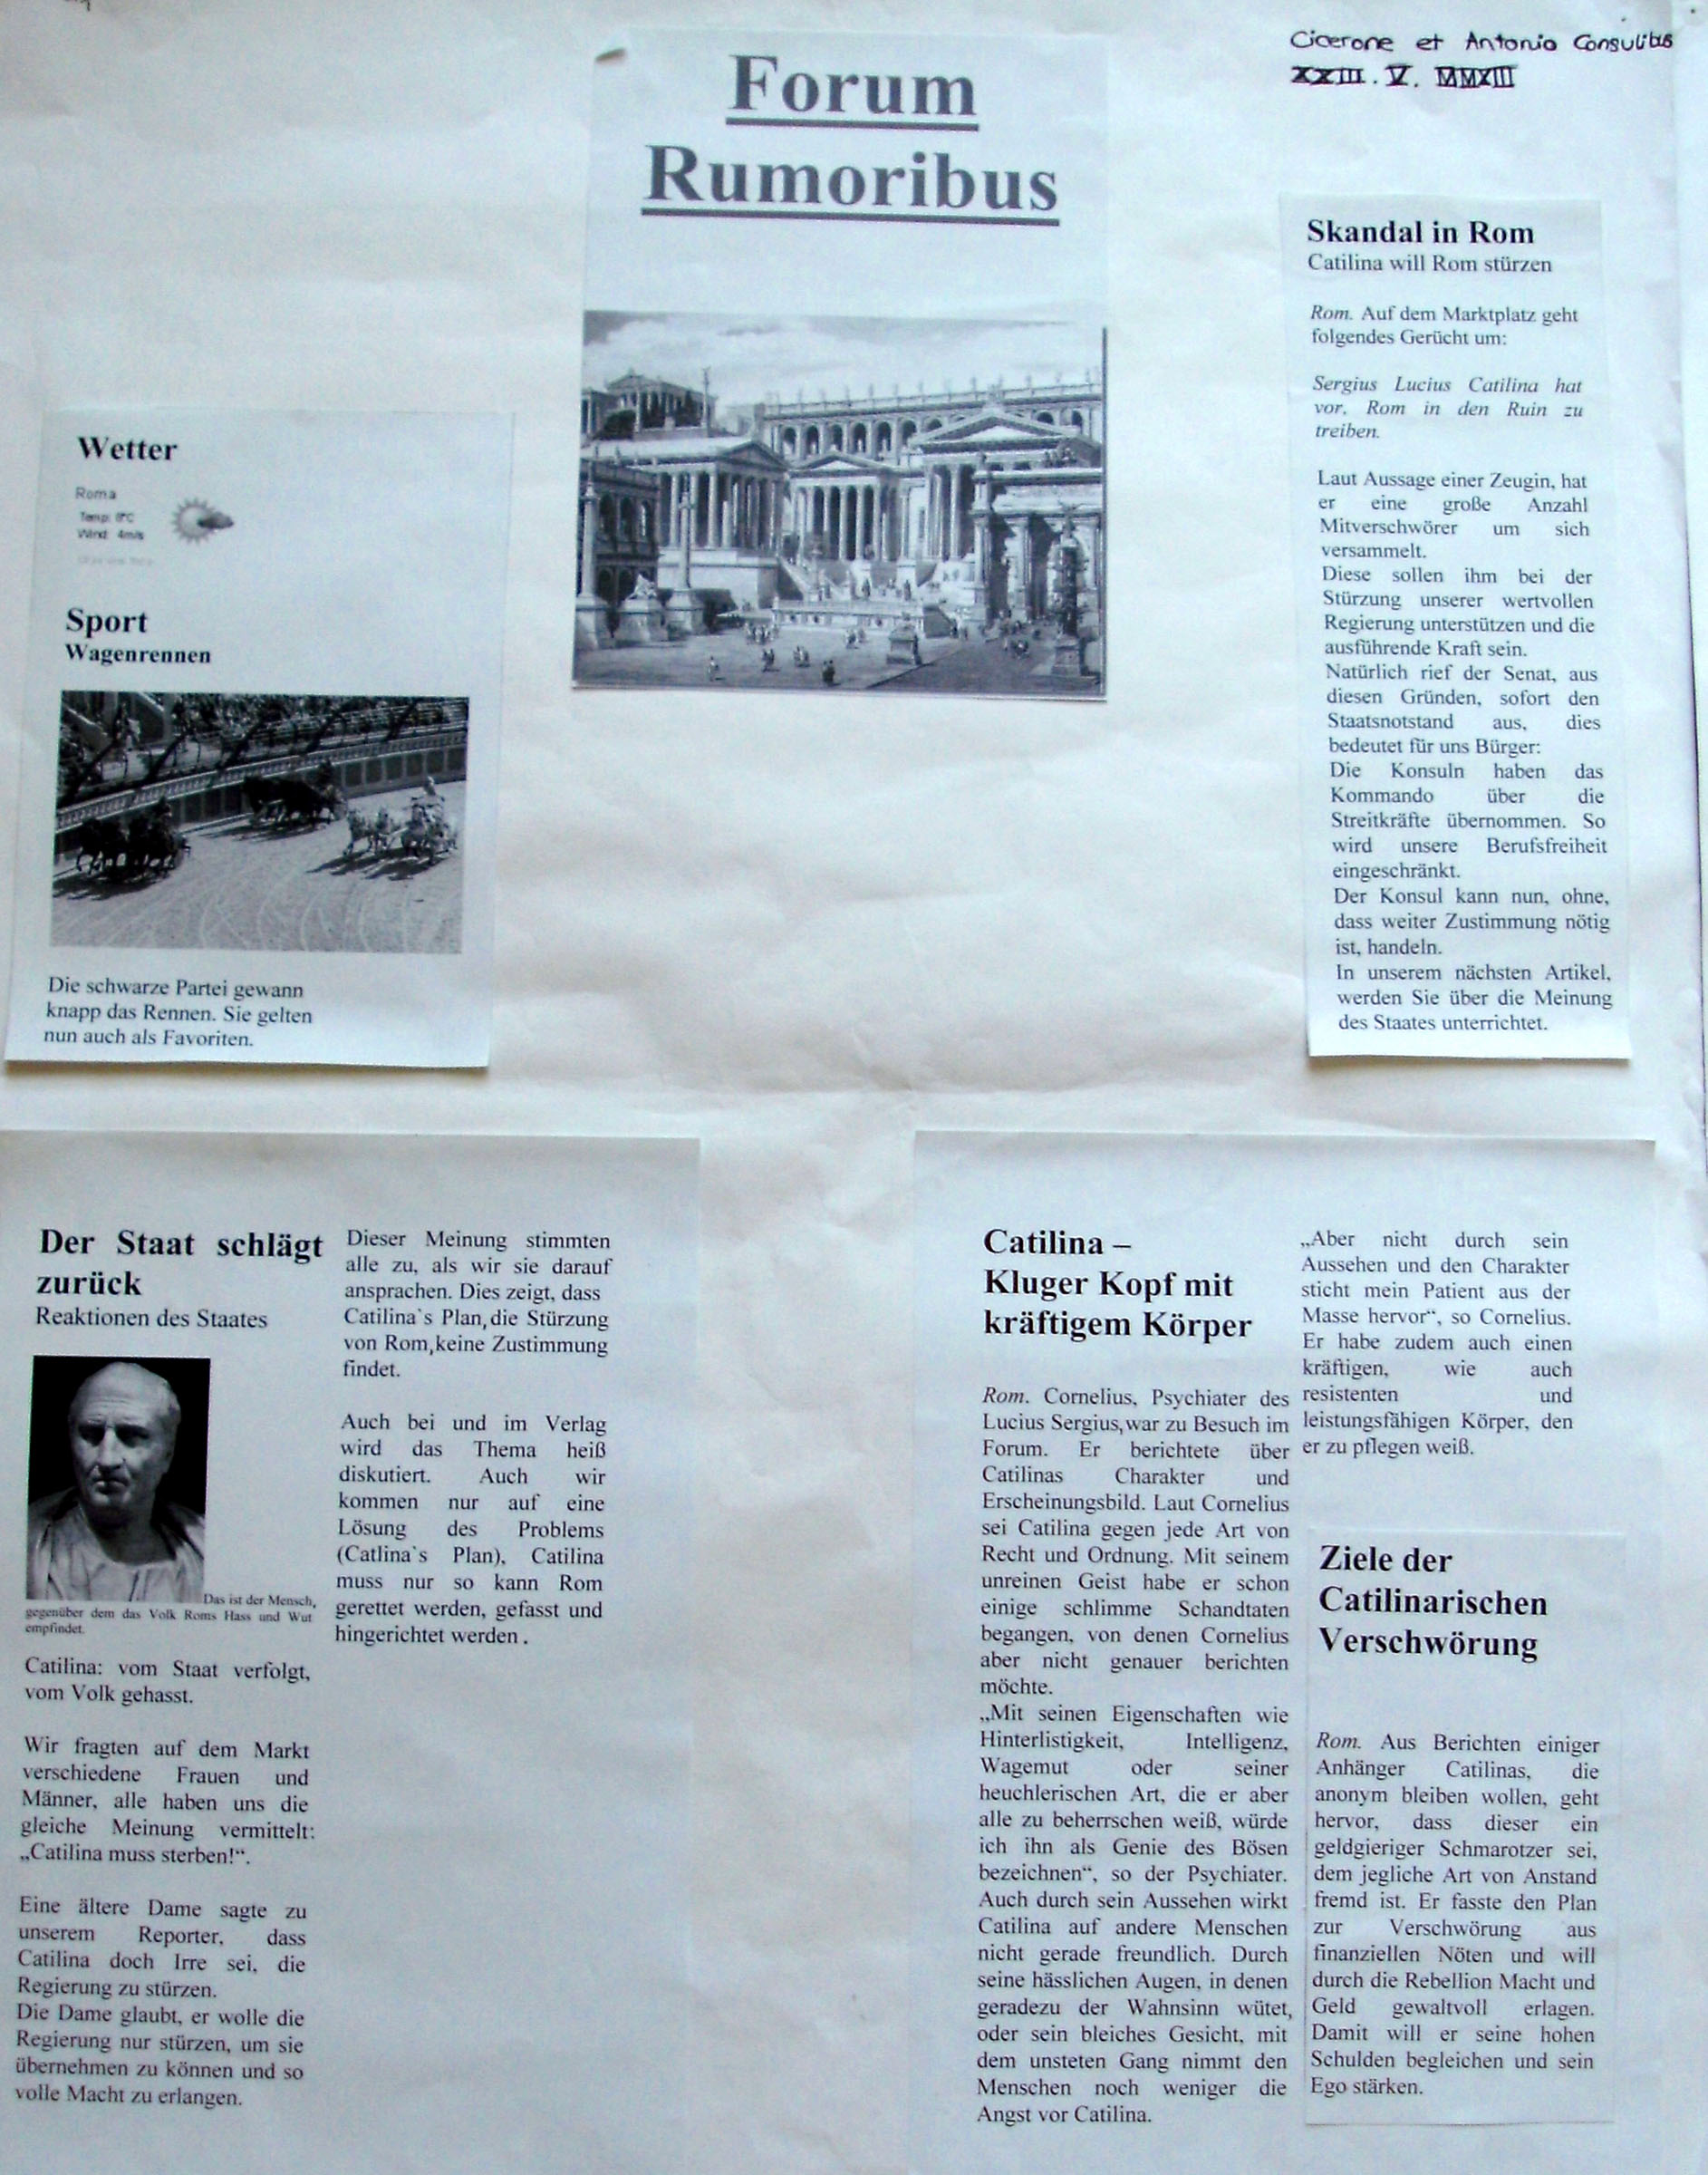 Cicerone et Antonio Consulibus
XXIII. V. MMXIII
Forum
Rumoribus
Skandal in Rom
Catilina will Rom stürzen
Rom. Auf dem Marktplatz geht
folgendes Gerücht um:
Sergius Lucius Catilina hat
vor, Rom in den Ruin zu
treiben.
Laut Aussage einer Zeugin, hat
er eine große Anzahl
Mitverschwörer um sich
versammelt.
Diese sollen ihm bei der
Stürzung unserer wertvollen
Regierung unterstützen und die
ausführende Kraft sein.
Natürlich rief der Senat, aus
diesen Gründen, sofort den
Staatsnotstand aus, dies
bedeutet für uns Bürger:
Die Konsuln haben das
Kommando über die
Streitkräfte übernommen. So
wird unsere Berufsfreiheit
eingeschränkt.
Der Konsul kann nun, ohne,
dass weiter Zustimmung nötig
ist, handeln.
In unserem nächsten Artikel,
werden Sie über die Meinung
des Staates unterrichtet.
Wetter
Roma
Temp: 8°C
Wind: 4m/s
Sport
Wagenrennen
Die schwarze Partei gewann
knapp das Rennen. Sie gelten
nun auch als Favoriten.
Der Staat schlägt
zurück
Reaktionen des Staates
Das ist der Mensch,
gegenüber dem das Volk Roms Hass und Wut
empfindet.
Catilina: vom Staat verfolgt,
vom Volk gehasst.
Wir fragten auf dem Markt
verschiedene Frauen und
Männer, alle haben uns die
gleiche Meinung vermittelt:
„Catilina muss sterben!“.
Eine ältere Dame sagte zu
unserem Reporter, dass
Catilina doch Irre sei, die
Regierung zu stürzen.
Die Dame glaubt, er wolle die
Regierung nur stürzen, um sie
übernehmen zu können und so
volle Macht zu erlangen.
Dieser Meinung stimmten
alle zu, als wir sie darauf
ansprachen. Dies zeigt, dass
Catilina`s Plan, die Stürzung
von Rom, keine Zustimmung
findet.
Auch bei und im Verlag
wird das Thema heiß
diskutiert. Auch wir
kommen nur auf eine
Lösung des Problems
(Catlina`s Plan), Catilina
muss nur so kann Rom
gerettet werden, gefasst und
hingerichtet werden .
Catilina –
Kluger Kopf mit
kräftigem Körper
Rom. Cornelius, Psychiater des
Lucius Sergius, war zu Besuch im
Forum. Er berichtete über
Catilinas Charakter und
Erscheinungsbild. Laut Cornelius
sei Catilina gegen jede Art von
Recht und Ordnung. Mit seinem
unreinen Geist habe er schon
einige schlimme Schandtaten
begangen, von denen Cornelius
aber nicht genauer berichten
möchte.
„Mit seinen Eigenschaften wie
Hinterlistigkeit, Intelligenz,
Wagemut oder seiner
heuchlerischen Art, die er aber
alle zu beherrschen weiß, würde
ich ihn als Genie des Bösen
bezeichnen“, so der Psychiater.
Auch durch sein Aussehen wirkt
Catilina auf andere Menschen
nicht gerade freundlich. Durch
seine hässlichen Augen, in denen
geradezu der Wahnsinn wütet,
oder sein bleiches Gesicht, mit
dem unsteten Gang nimmt den
Menschen noch weniger die
Angst vor Catilina.
„Aber nicht durch sein
Aussehen und den Charakter
sticht mein Patient aus der
Masse hervor“, so Cornelius.
Er habe zudem auch einen
kräftigen, wie auch
resistenten und
leistungsfähigen Körper, den
er zu pflegen weiß.
Ziele der
Catilinarischen
Verschwörung
Rom. Aus Berichten einiger
Anhänger Catilinas, die
anonym bleiben wollen, geht
hervor, dass dieser ein
geldgieriger Schmarotzer sei,
dem jegliche Art von Anstand
fremd ist. Er fasste den Plan
zur Verschwörung aus
finanziellen Nöten und will
durch die Rebellion Macht und
Geld gewaltvoll erlagen.
Damit will er seine hohen
Schulden begleichen und sein
Ego stärken.